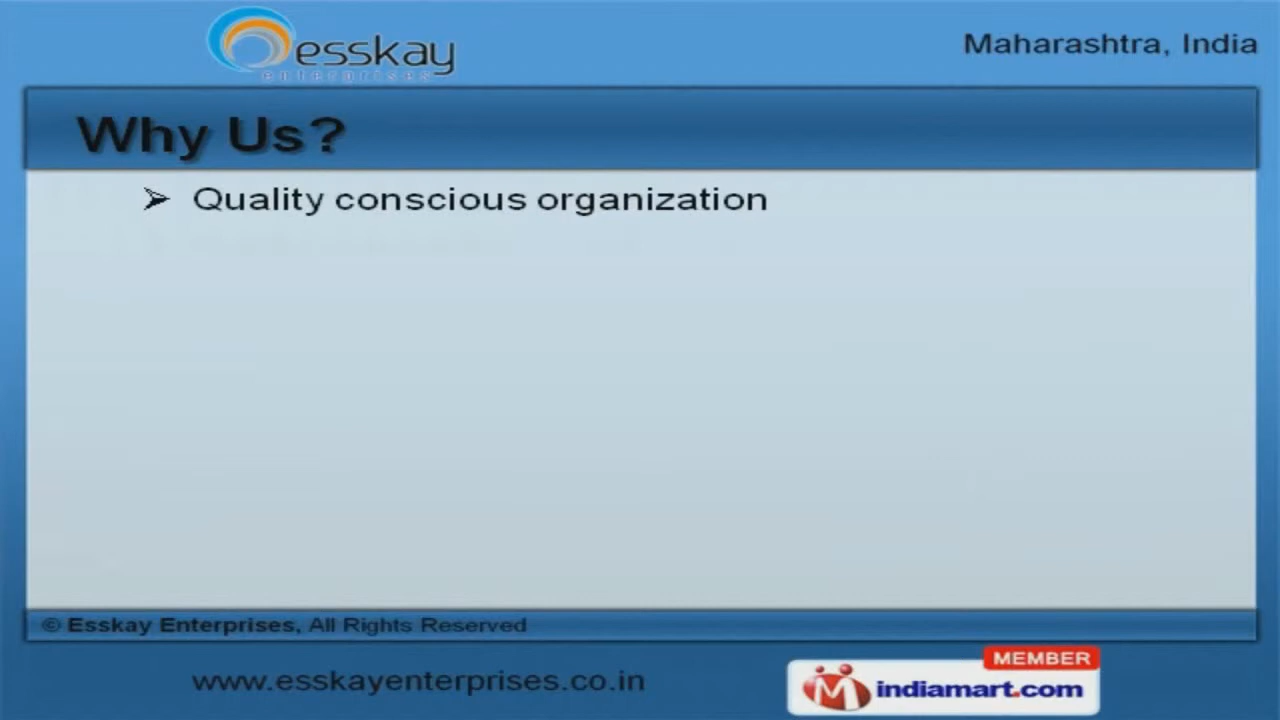 esskay
enterprises
Maharashtra, India
Why Us?
➢ Quality conscious organization
© Esskay Enterprises, All Rights Reserved
www.esskayenterprises.co.in
MEMBER
indiamart.com